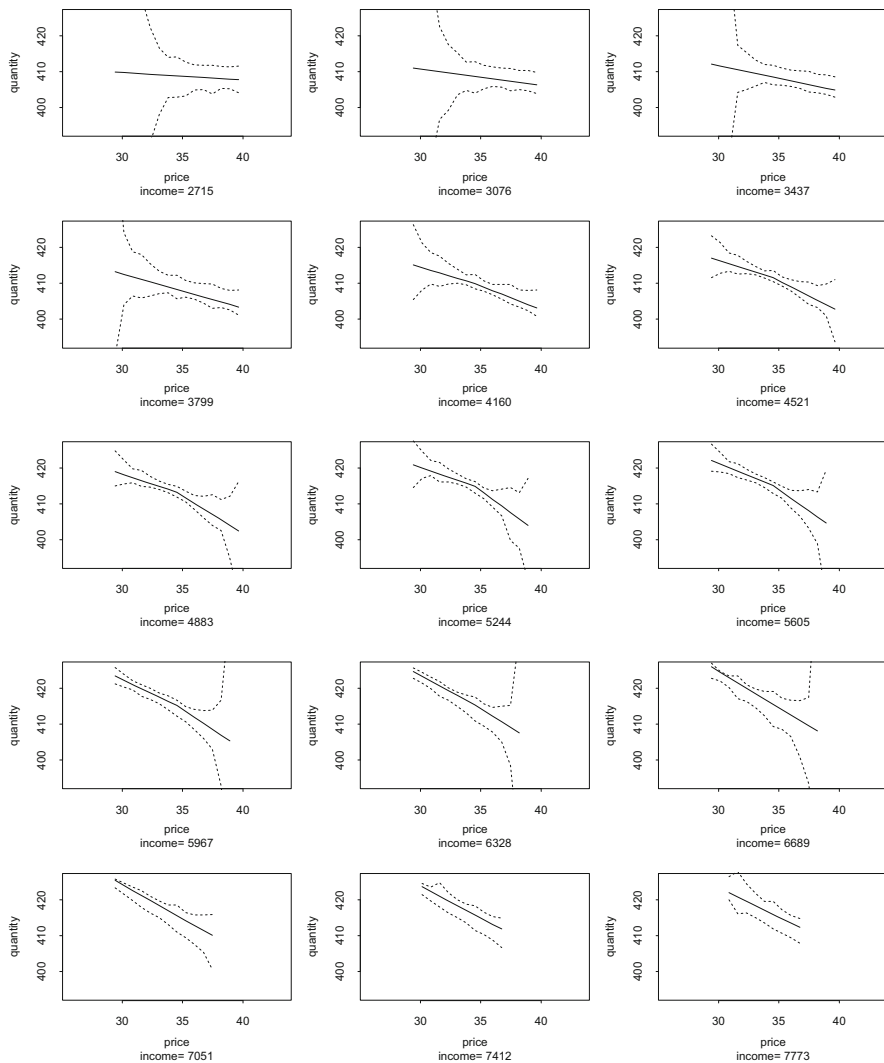 quantity
400 410 420
30 35 40
price
income= 2715
quantity
400 410 420
30 35 40
price
income= 3076
quantity
400 410 420
30 35 40
price
income= 3437
quantity
400 410 420
30 35 40
price
income= 3799
quantity
400 410 420
30 35 40
price
income= 4160
quantity
400 410 420
30 35 40
price
income= 4521
quantity
400 410 420
30 35 40
price
income= 4883
quantity
400 410 420
30 35 40
price
income= 5244
quantity
400 410 420
30 35 40
price
income= 5605
quantity
400 410 420
30 35 40
price
income= 5967
quantity
400 410 420
30 35 40
price
income= 6328
quantity
400 410 420
30 35 40
price
income= 6689
quantity
400 410 420
30 35 40
price
income= 7051
quantity
400 410 420
30 35 40
price
income= 7412
quantity
400 410 420
30 35 40
price
income= 7773